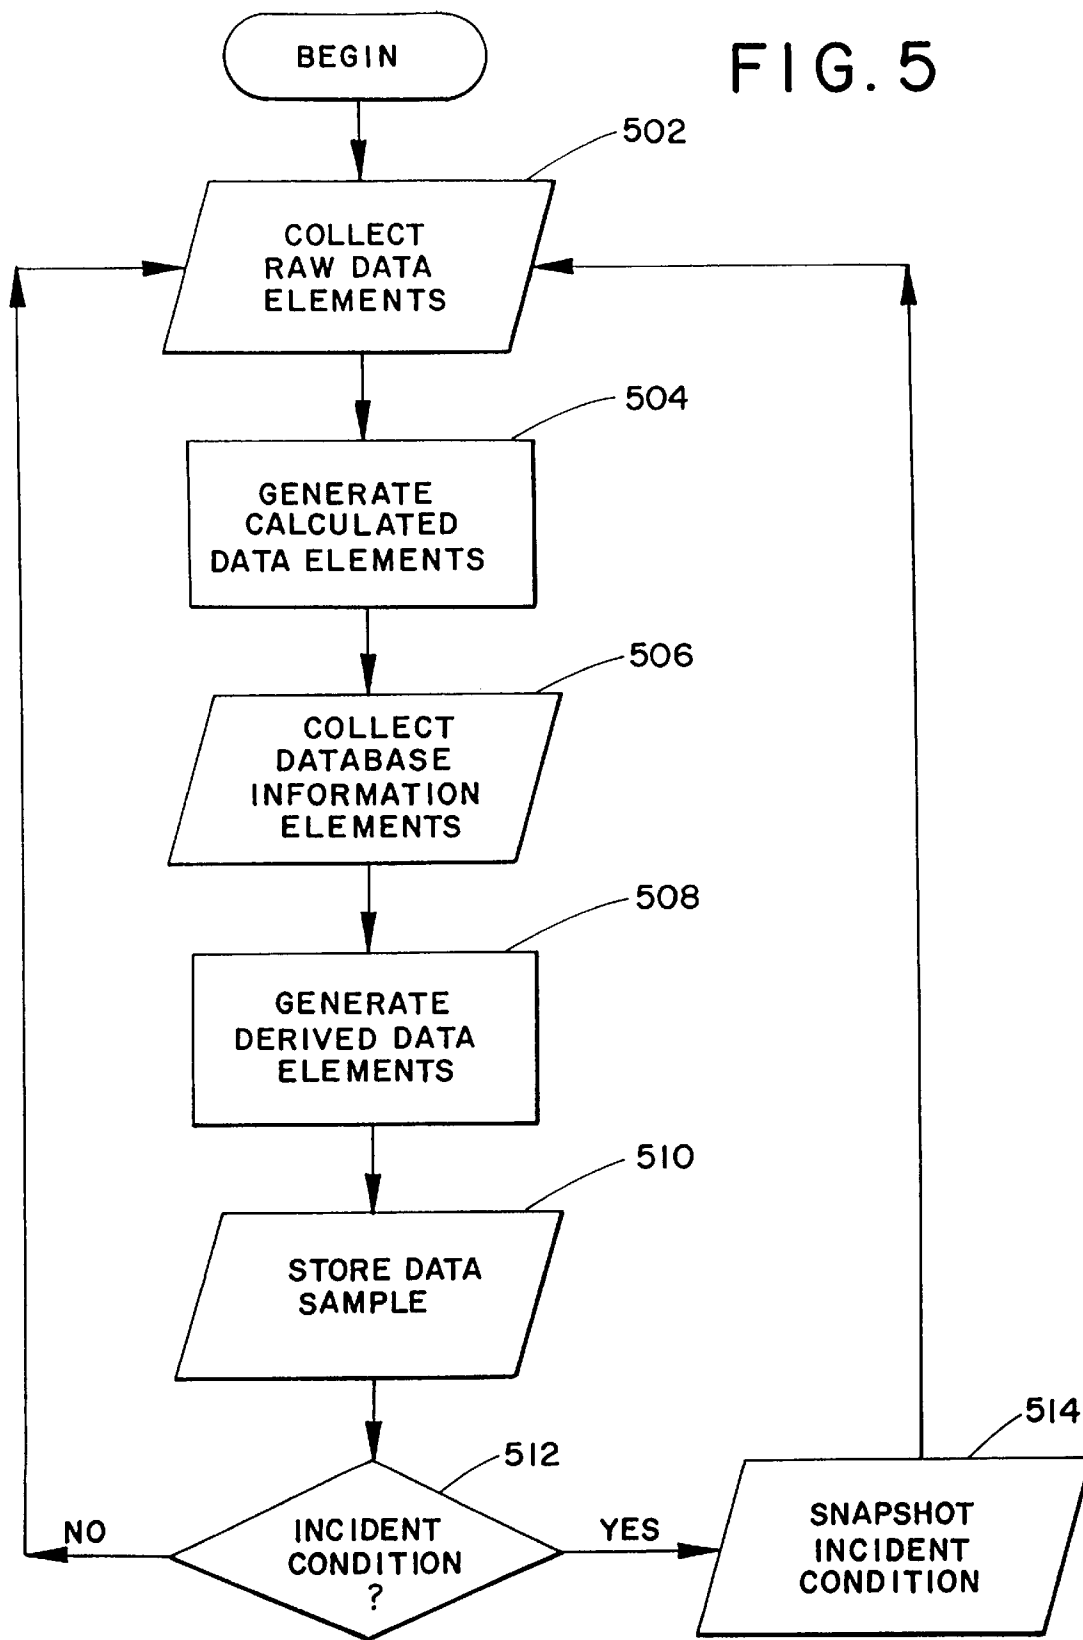 BEGIN
FIG. 5
502
COLLECT
RAW DATA
ELEMENTS
504
GENERATE
CALCULATED
DATA ELEMENTS
506
COLLECT
DATABASE
INFORMATION
ELEMENTS
508
GENERATE
DERIVED DATA
ELEMENTS
510
STORE DATA
SAMPLE
512
INCIDENT
CONDITION
?
NO
YES
514
SNAPSHOT
INCIDENT
CONDITION